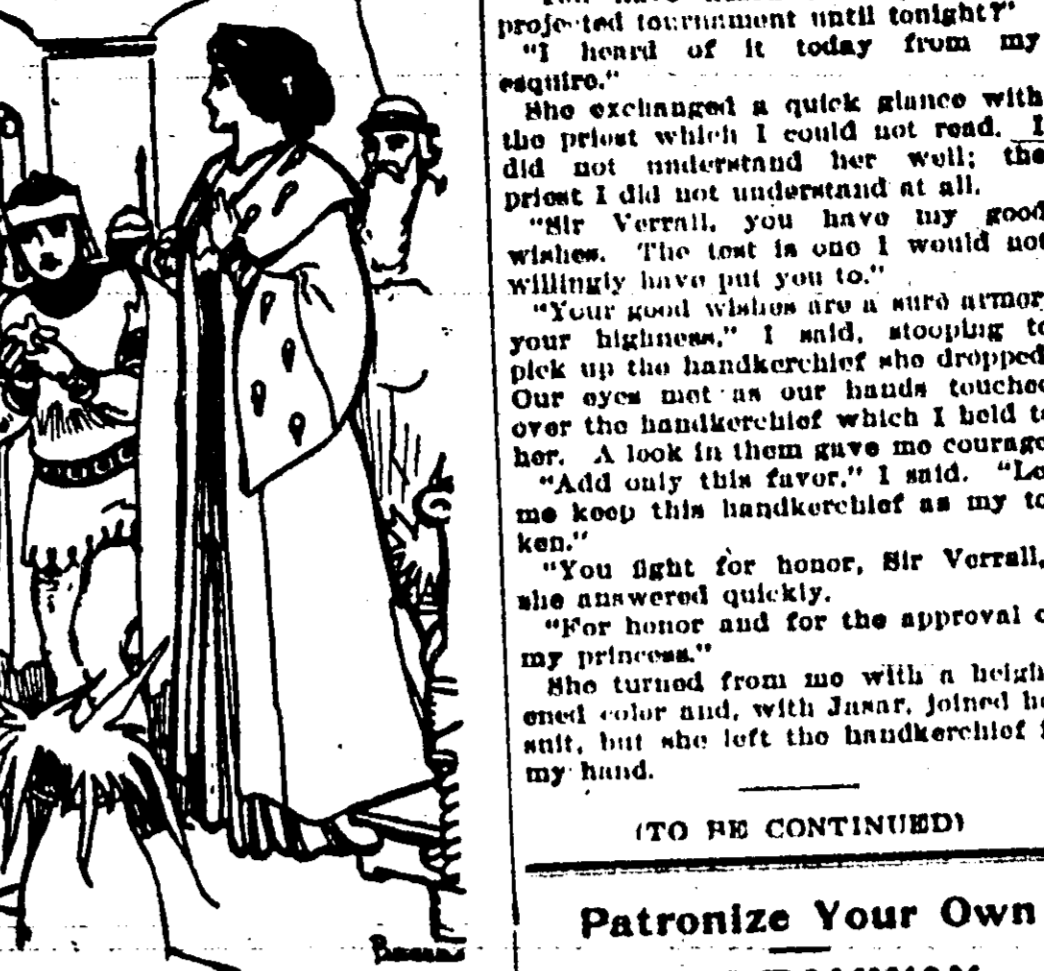 projected tournament until tonight?"
"I heard of it today from my
esquire."
She exchanged a quick glance with
the priest which I could not read. I
did not understand her well; the
priest I did not understand at all.
"Sir Verrall, you have my good
wishes. The test is one I would not
willingly have put you to."
"Your good wishes are a sure armor,
your highness," I said, stooping to
pick up the handkerchief she dropped.
Our eyes met as our hands touched
over the handkerchief which I held to
her. A look in them gave me courage
"Add only this favor," I said. "Le
me keep this handkerchief as my to
ken."
"You fight for honor, Sir Verrall,
she answered quickly.
"For honor and for the approval o
my princess."
She turned from me with a heigh
ened color and, with Jasar, joined he
suit, but she left the handkerchief i
my hand.
(TO BE CONTINUED)
Patronize Your Own